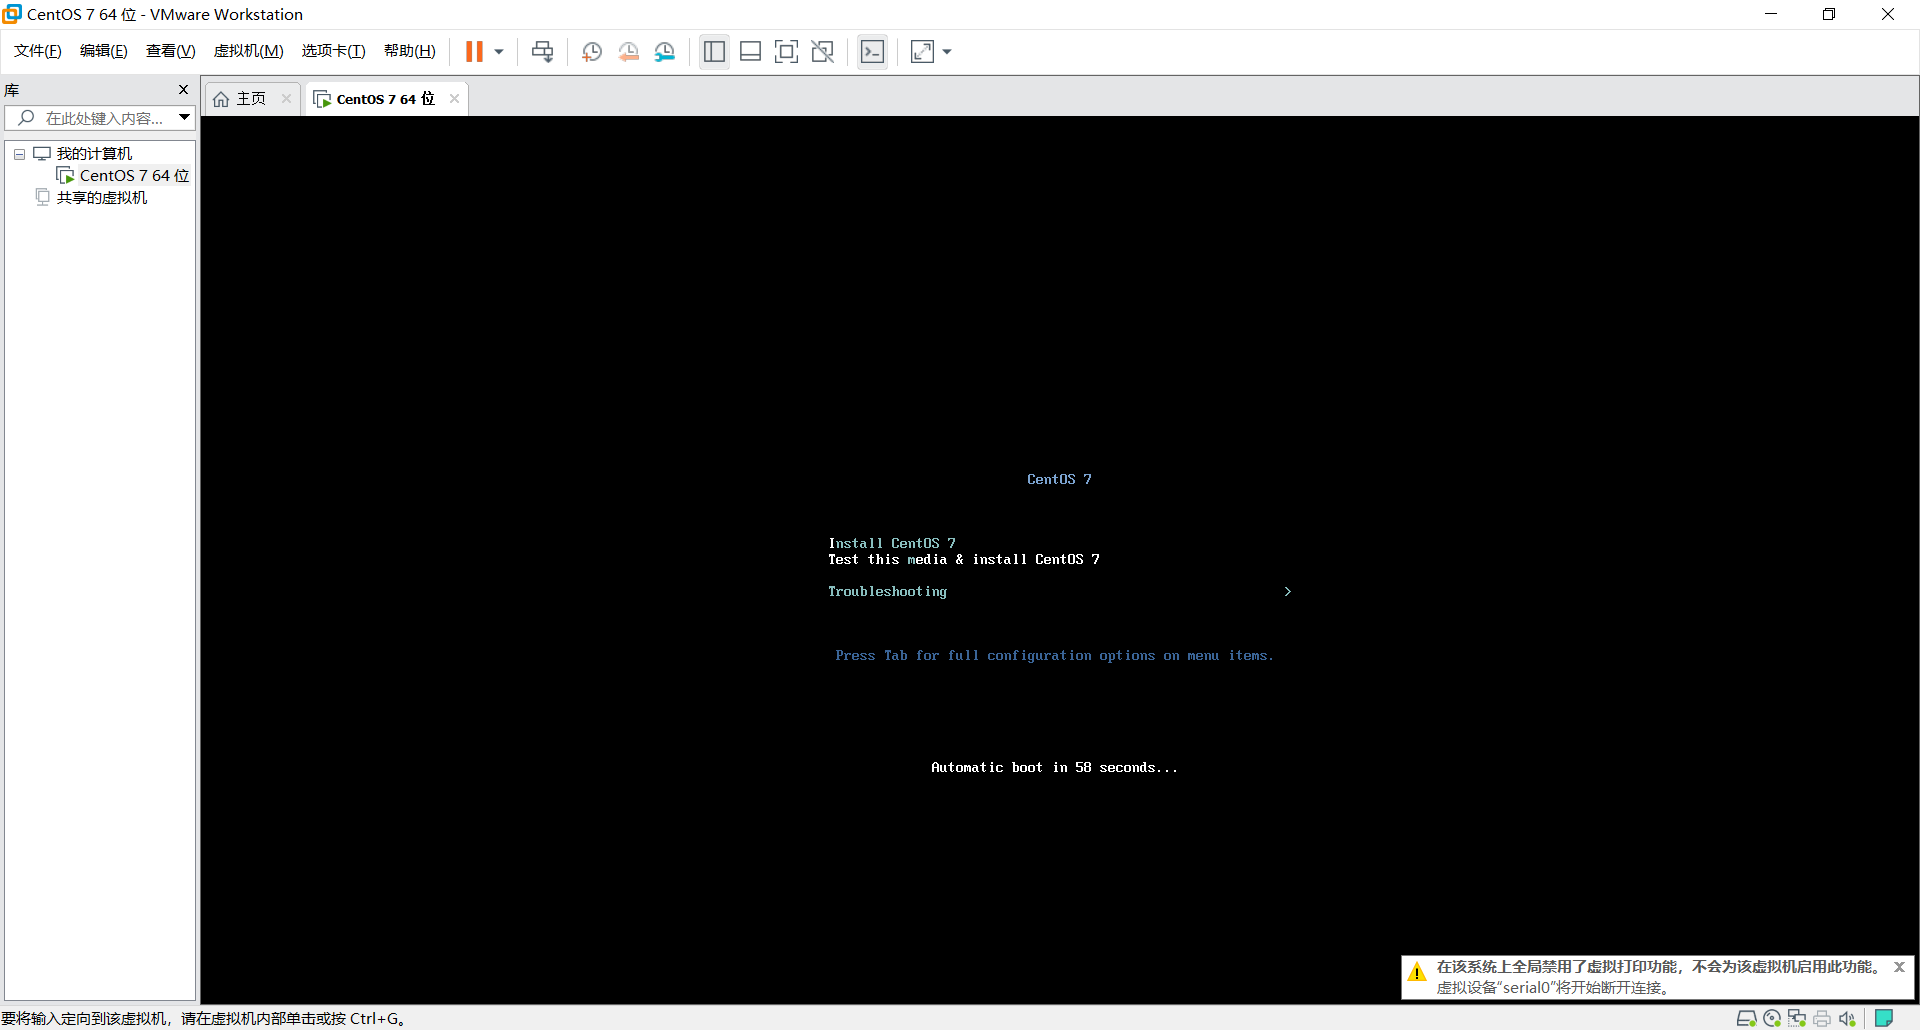 CentOS 7 64 位 - VMware Workstation
文件(F) 编辑(E) 查看(V) 虚拟机(M) 选项卡(T) 帮助(H)
库
在此处键入内容...
我的计算机
CentOS 7 64 位
共享的虚拟机
主页
CentOS 7 64 位
CentOS 7
Install CentOS 7
Test this media & install CentOS 7
Troubleshooting >
Press Tab for full configuration options on menu items.
Automatic boot in 58 seconds...
在该系统上全局禁用了虚拟打印功能，不会为该虚拟机启用此功能。
虚拟设备“serial0”将开始断开连接。
要将输入定向到该虚拟机，请在虚拟机内部单击或按 Ctrl+G。